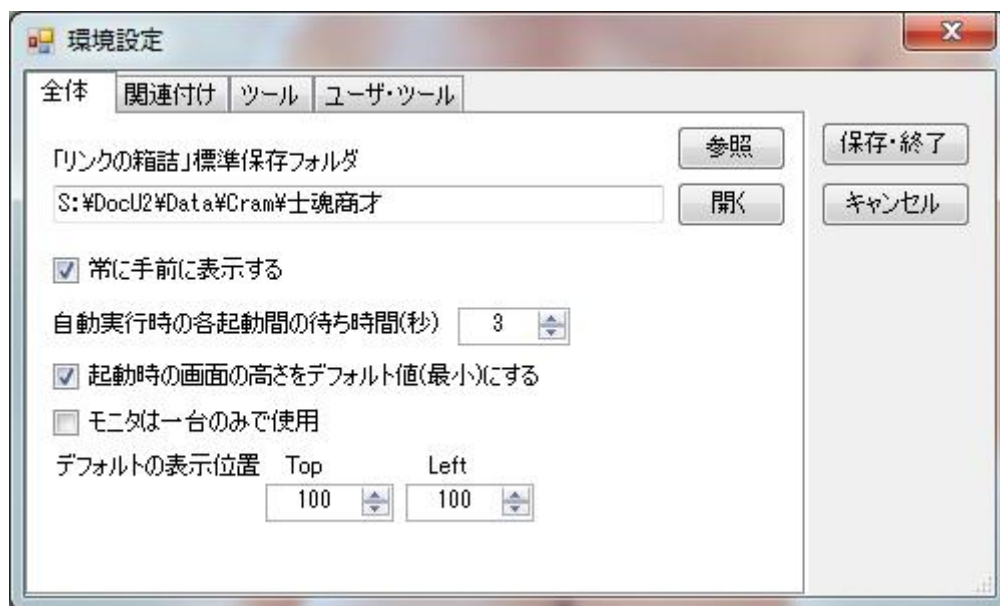 環境設定
全体 関連付け ツール ユーザ・ツール
参照
保存・終了
「リンクの箱詰」標準保存フォルダ
S:¥DocU2¥Data¥Cram¥士魂商才
開く
キャンセル
常に手前に表示する
自動実行時の各起動間の待ち時間(秒) 3
起動時の画面の高さをデフォルト値(最小)にする
モニタは一台のみで使用
デフォルトの表示位置 Top Left
100 100